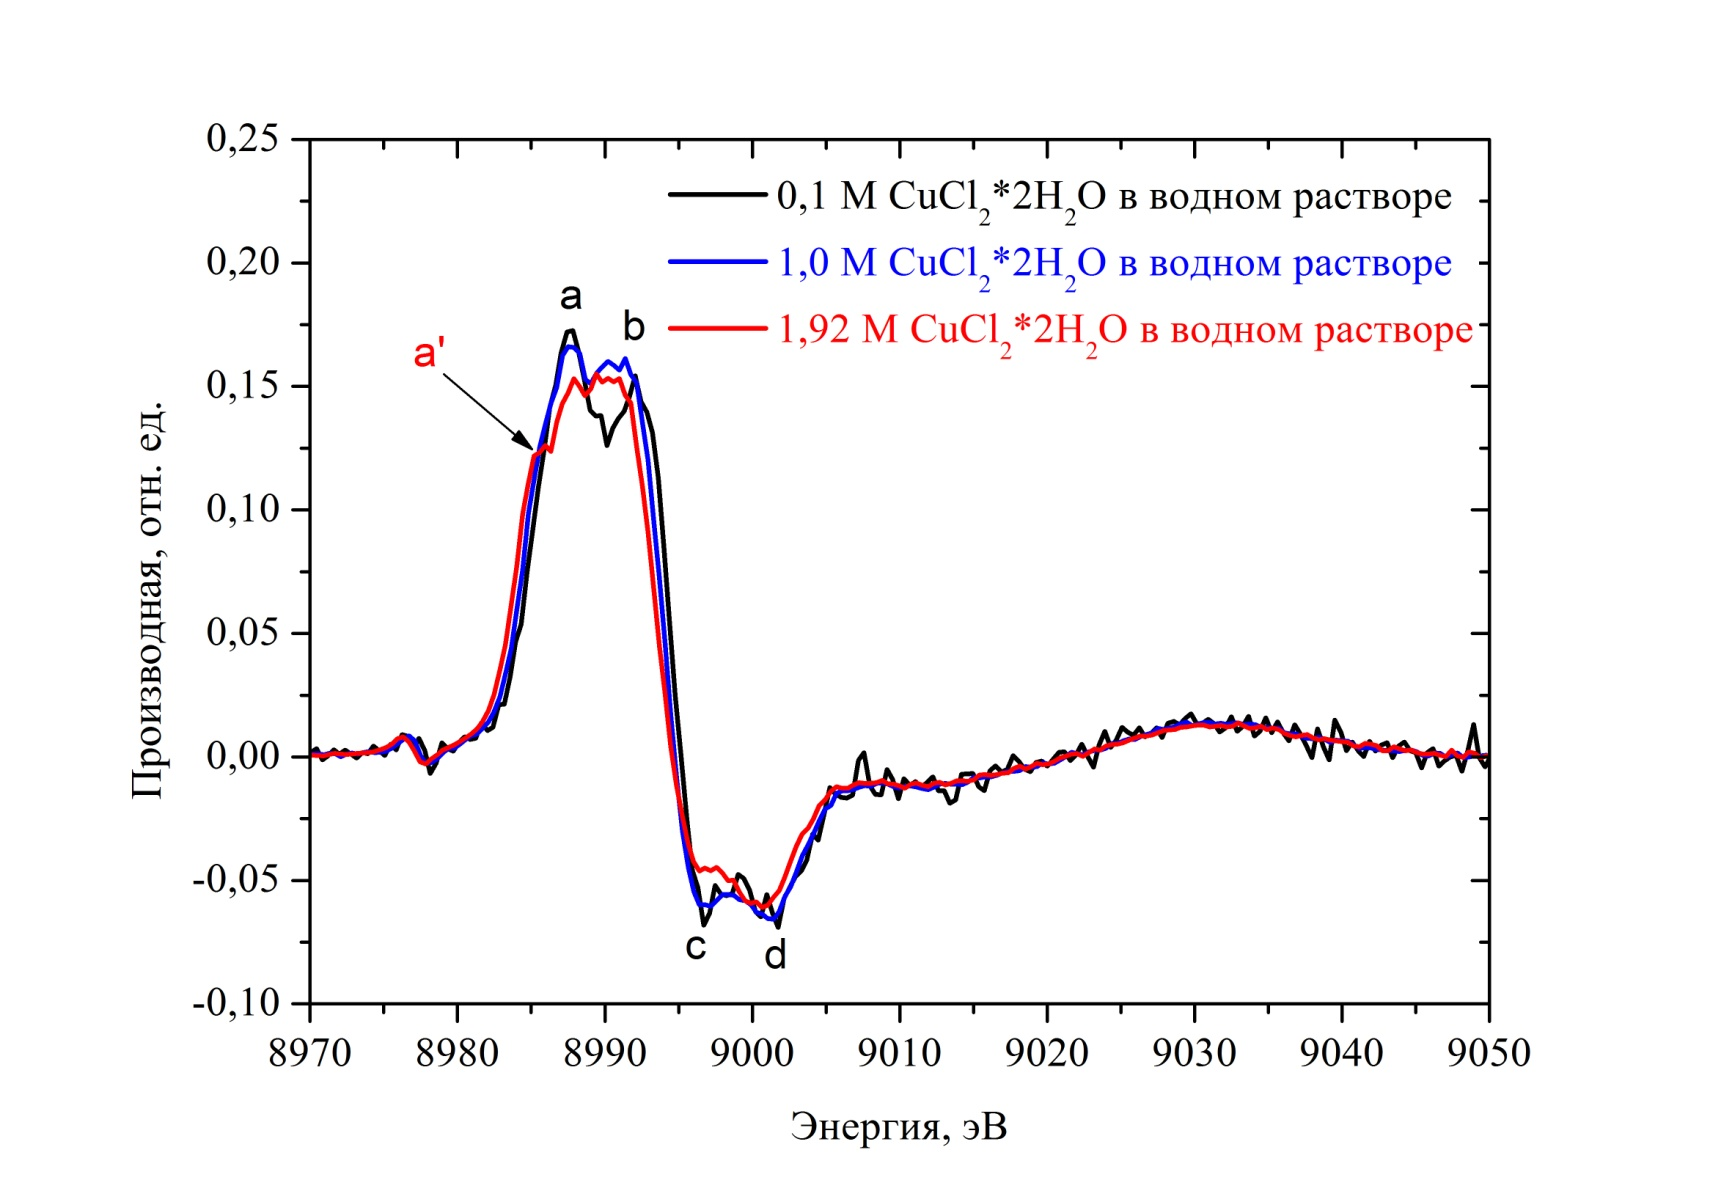 0,25
0,20
0,15
0,10
0,05
0,00
-0,05
-0,10
Производная, отн. ед.
0,1 М CuCl2*2H2O в водном растворе
1,0 М CuCl2*2H2O в водном растворе
1,92 М CuCl2*2H2O в водном растворе
a
b
a'
c
d
8970 8980 8990 9000 9010 9020 9030 9040 9050
Энергия, эВ